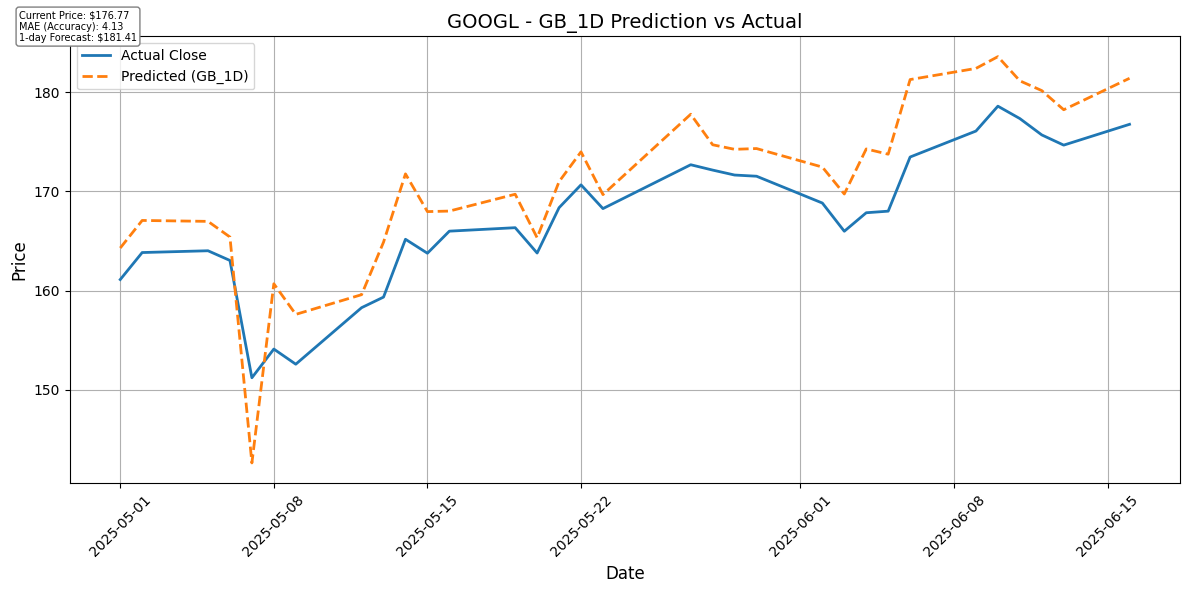 Current Price: $176.77
MAE (Accuracy): 4.13
1-day Forecast: $181.41
GOOGL - GB_1D Prediction vs Actual
Actual Close
Predicted (GB_1D)
180
170
160
150
Price
2025-05-01
2025-05-08
2025-05-15
2025-05-22
2025-06-01
2025-06-08
2025-06-15
Date